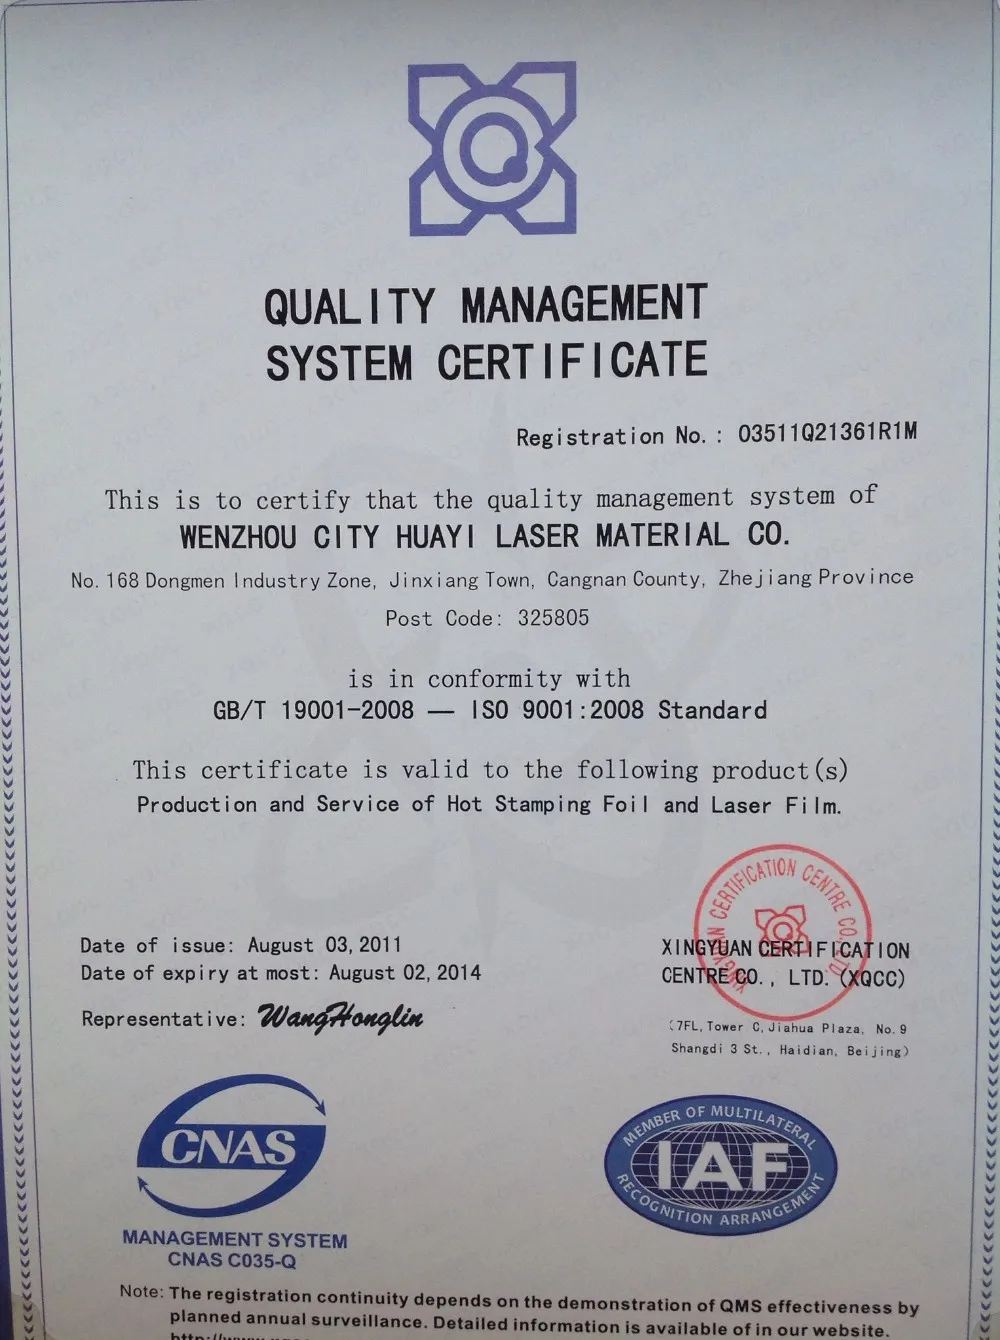 QUALITY MANAGEMENT
SYSTEM CERTIFICATE
Registration No.: 03511Q21361R1M
This is to certify that the quality management system of
WENZHOU CITY HUAYI LASER MATERIAL CO.
No. 168 Dongmen Industry Zone, Jinxiang Town, Cangnan County, Zhejiang Province
Post Code: 325805
is in conformity with
GB/T 19001-2008 — ISO 9001:2008 Standard
This certificate is valid to the following product(s)
Production and Service of Hot Stamping Foil and Laser Film.
Date of issue: August 03, 2011
Date of expiry at most: August 02, 2014
Representative: WangHonglin
XINGYUAN CERTIFICATION CENTRE CO. LTD
XINGYUAN CERTIFICATION
CENTRE CO., LTD. (XQCC)
(7FL, Tower C, Jiahua Plaza, No. 9
Shangdi 3 St., Haidian, Beijing)
CNAS
MANAGEMENT SYSTEM
CNAS C035-Q
MEMBER OF MULTILATERAL
IAF
RECOGNITION ARRANGEMENT
Note: The registration continuity depends on the demonstration of QMS effectiveness by
planned annual surveillance. Detailed information is available of in our website.